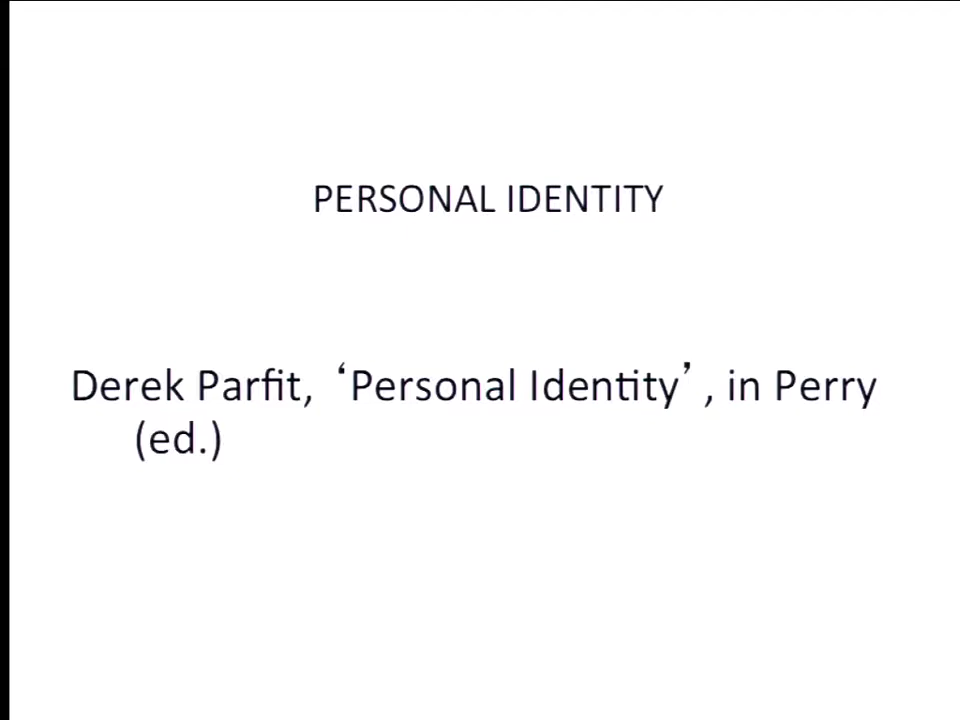 PERSONAL IDENTITY
Derek Parfit, ‘Personal Identity’, in Perry
(ed.)